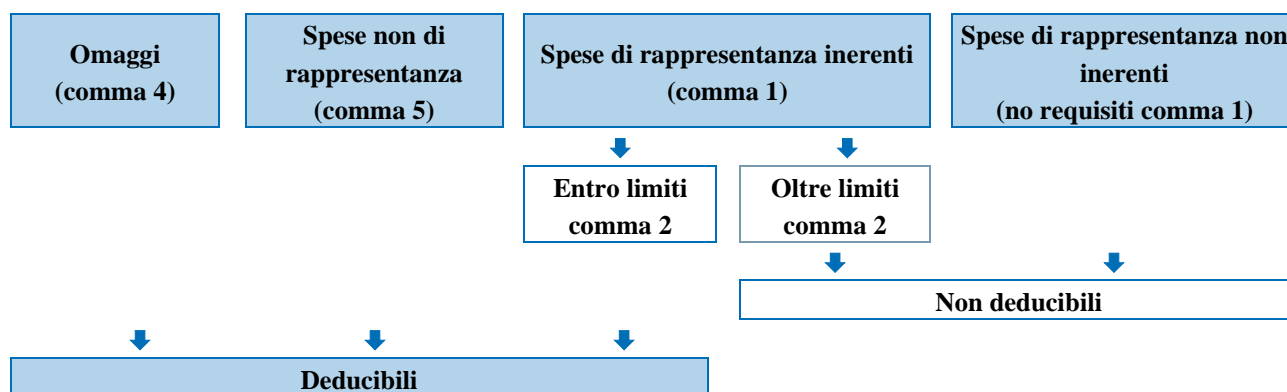 Omaggi
(comma 4)
Spese non di
rappresentanza
(comma 5)
Spese di rappresentanza inerenti
(comma 1)
Spese di rappresentanza non
inerenti
(no requisiti comma 1)
Entro limiti
comma 2
Oltre limiti
comma 2
Non deducibili
Deducibili